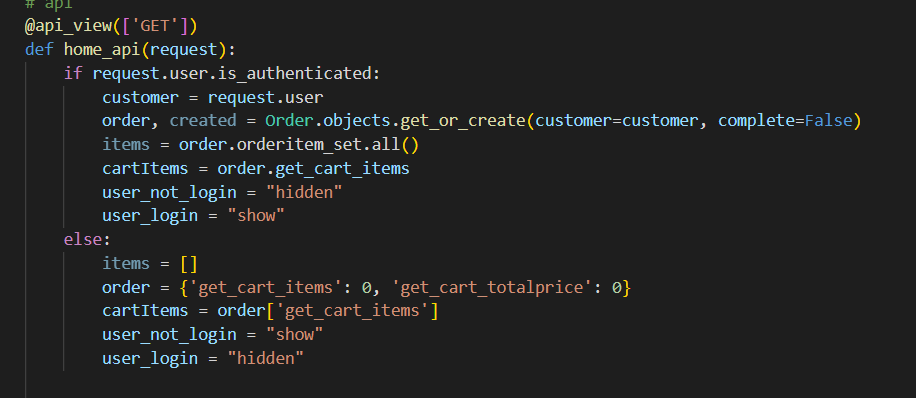 # api
@api_view(['GET'])
def home_api(request):
    if request.user.is_authenticated:
        customer = request.user
        order, created = Order.objects.get_or_create(customer=customer, complete=False)
        items = order.orderitem_set.all()
        cartItems = order.get_cart_items
        user_not_login = "hidden"
        user_login = "show"
    else:
        items = []
        order = {'get_cart_items': 0, 'get_cart_totalprice': 0}
        cartItems = order['get_cart_items']
        user_not_login = "show"
        user_login = "hidden"